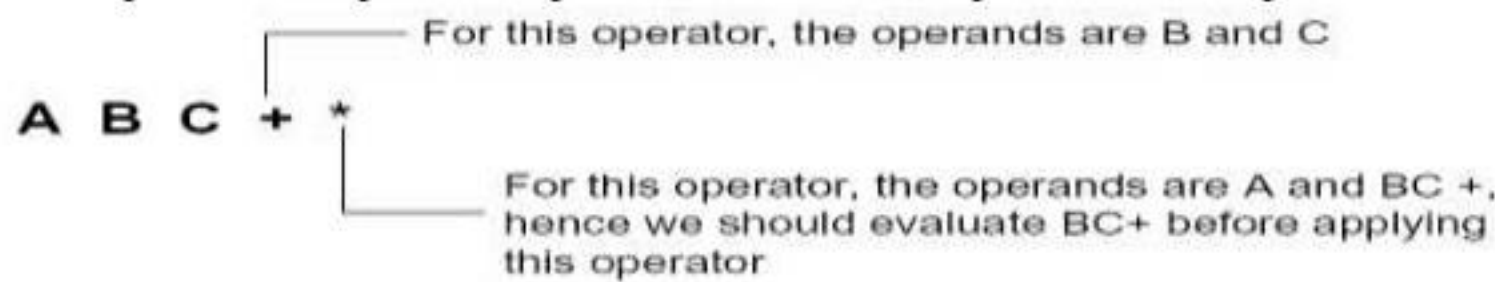 For this operator, the operands are B and C
A B C + *
For this operator, the operands are A and BC +,
hence we should evaluate BC+ before applying
this operator